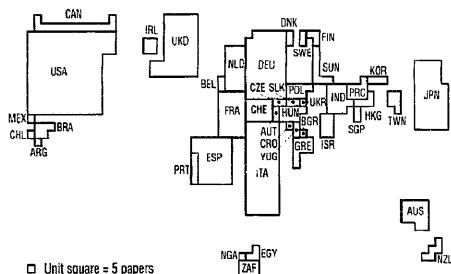 CAN
DNK
FIN
IRL
UKD
SWE
NLD
DEU
SUN
USA
KOR
BEL
CZE SLK
POL
IND
PRC
JPN
FRA
CHE
HUN
UKR
HKG
TWN
MEX
BRA
CHL
AUT
BGR
SGP
ARG
CRO
ISR
PRT
ESP
YUG
GRE
ITA
AUS
NGA
EGY
NZL
ZAF
Unit square = 5 papers